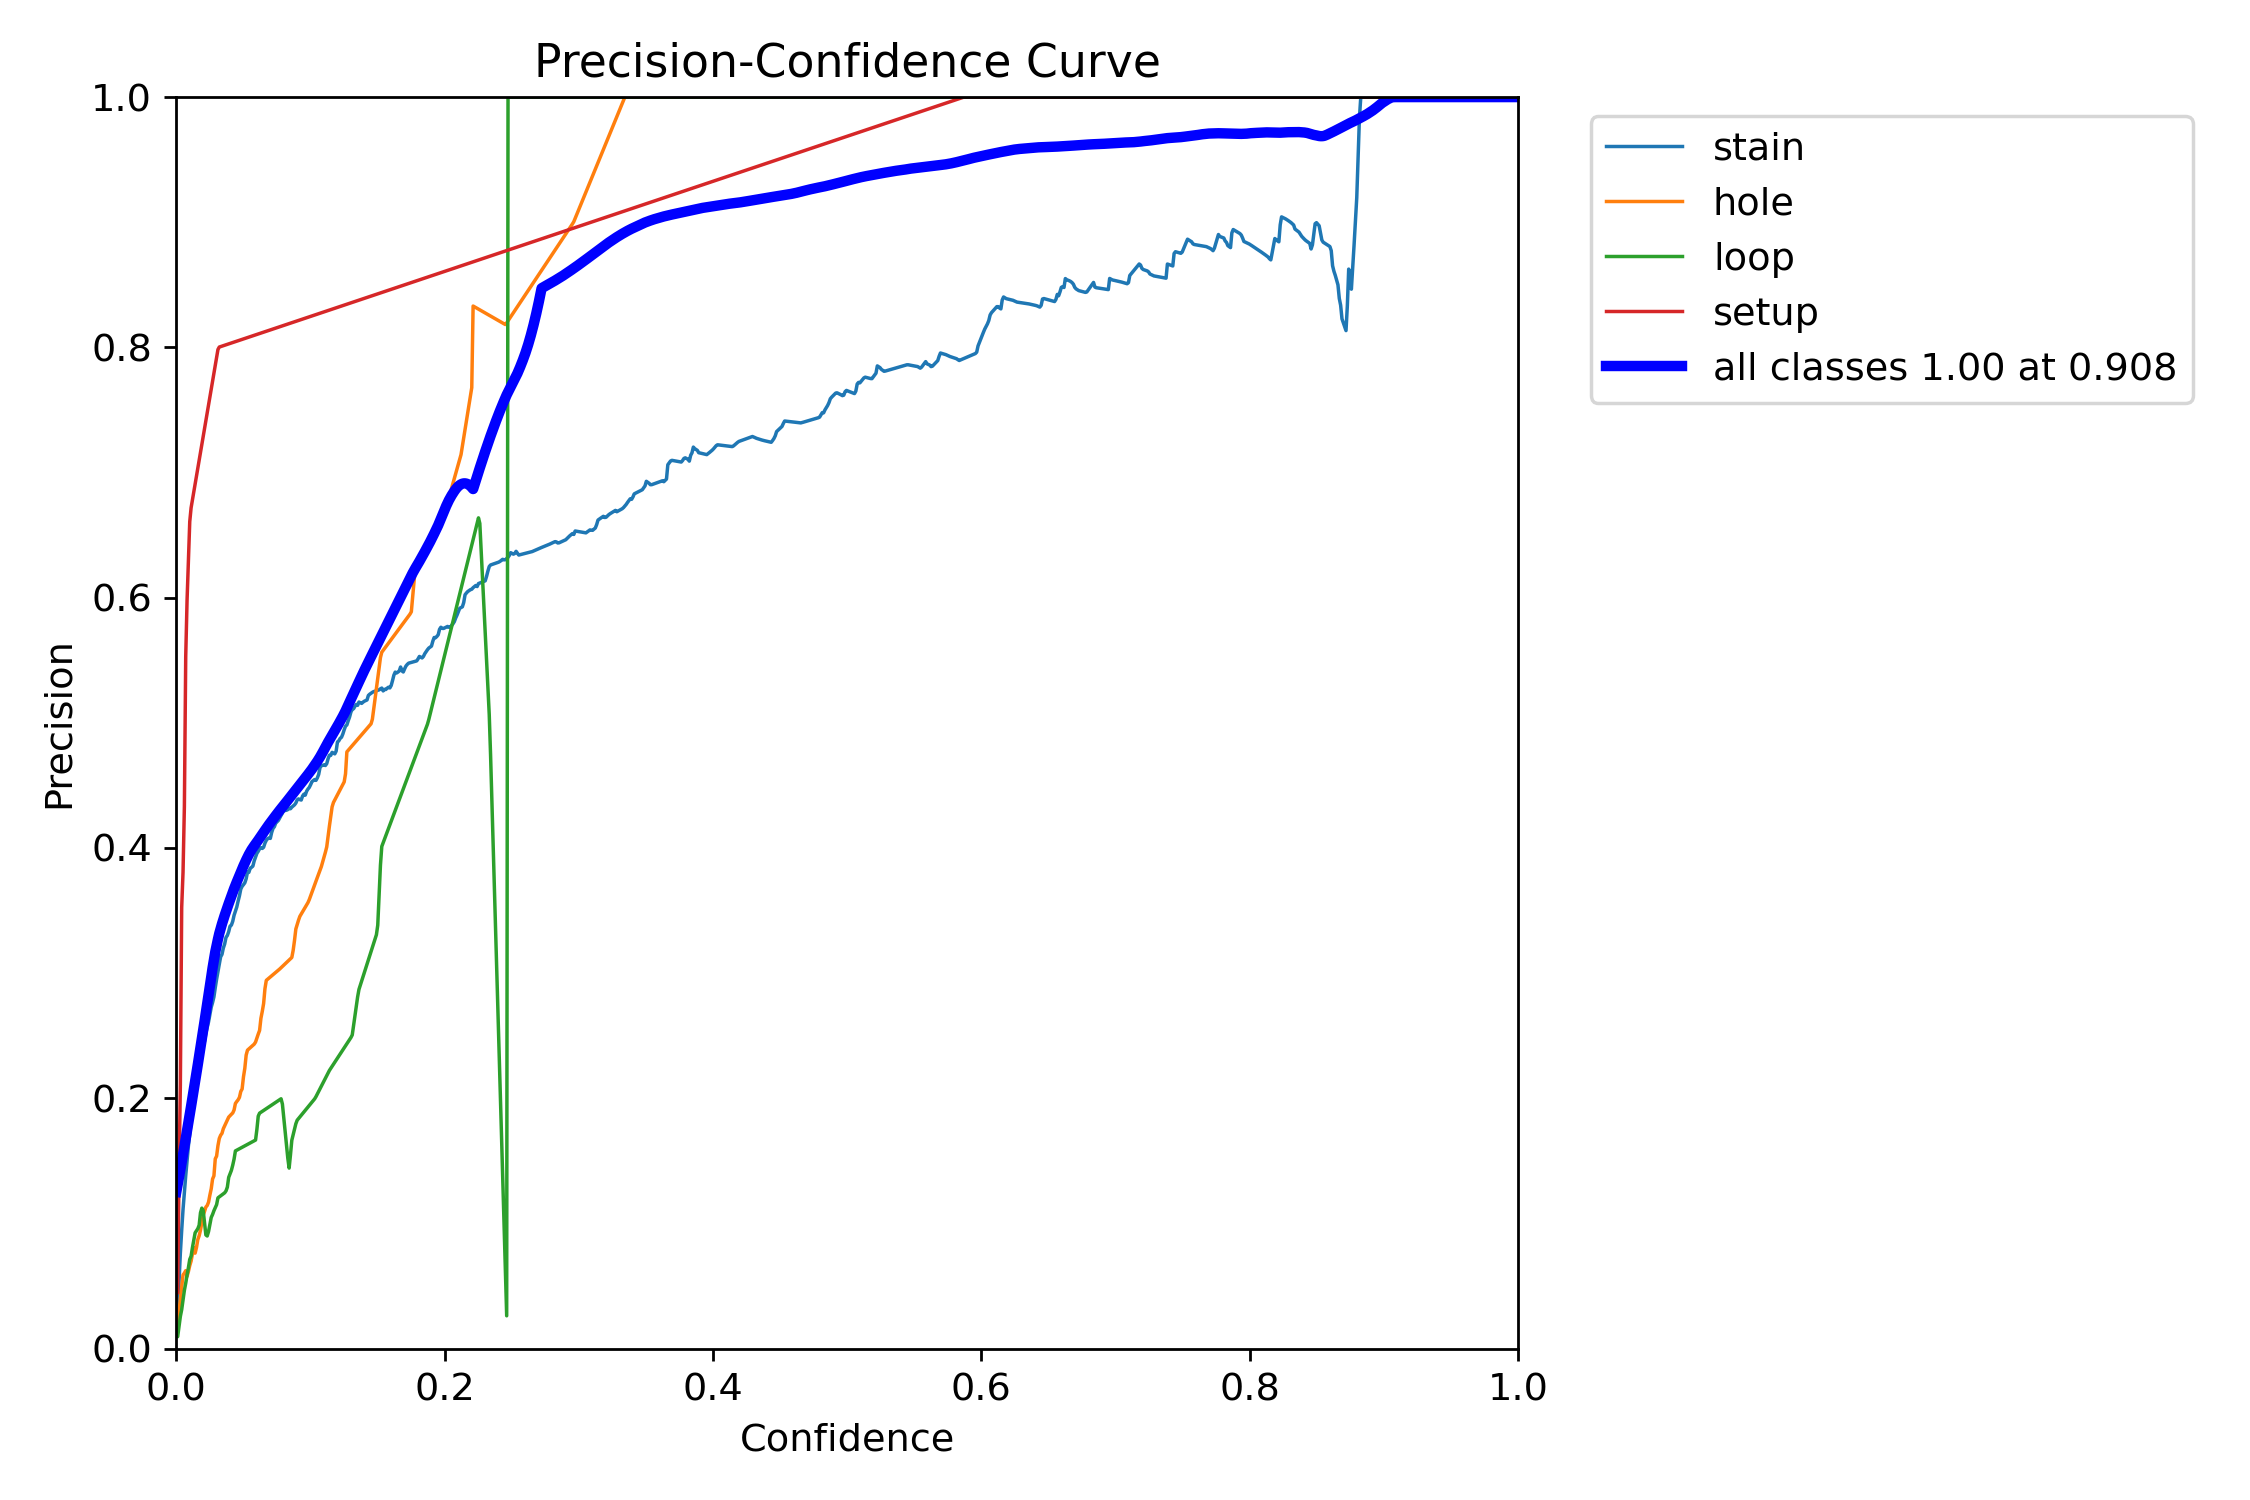 Precision-Confidence Curve
1.0
0.8
0.6
0.4
0.2
0.0
Precision
0.0 0.2 0.4 0.6 0.8 1.0
Confidence
stain
hole
loop
setup
all classes 1.00 at 0.908